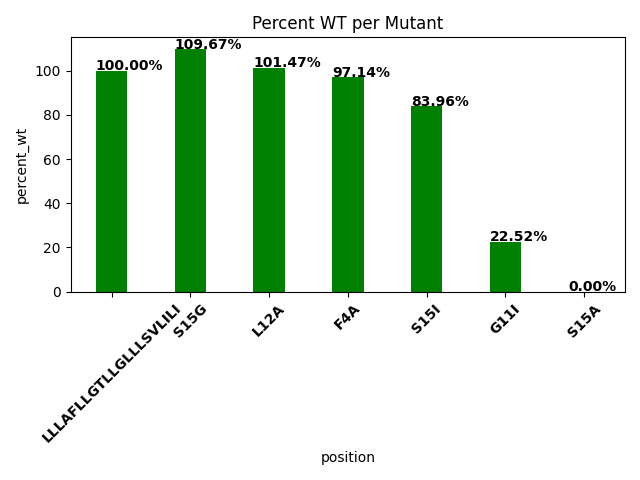 Percent WT per Mutant
percent_wt
100
80
60
40
20
0
100.00%
109.67%
101.47%
97.14%
83.96%
22.52%
0.00%
LLLAFLLGTLLGLLLSVLILI
S15G
L12A
F4A
S15I
G11I
S15A
position